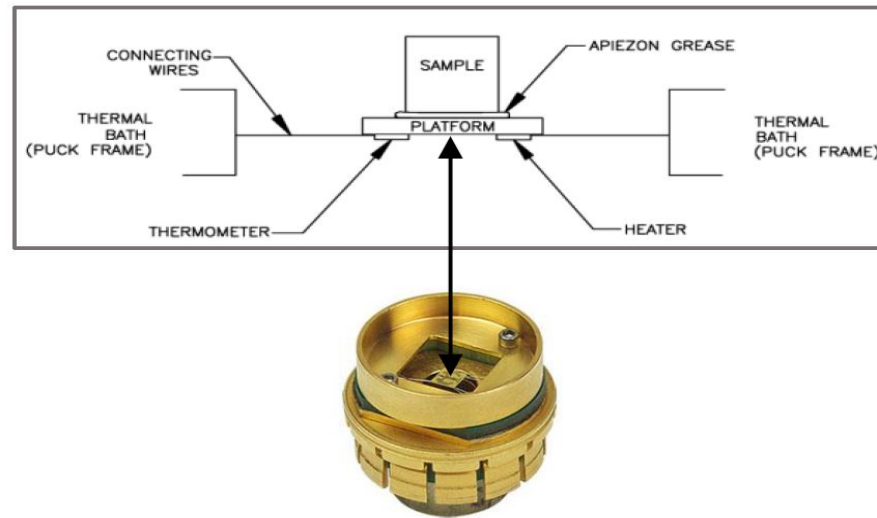 CONNECTING
WIRES
SAMPLE
APIEZON GREASE
THERMAL
BATH
(PUCK FRAME)
PLATFORM
THERMAL
BATH
(PUCK FRAME)
THERMOMETER
HEATER